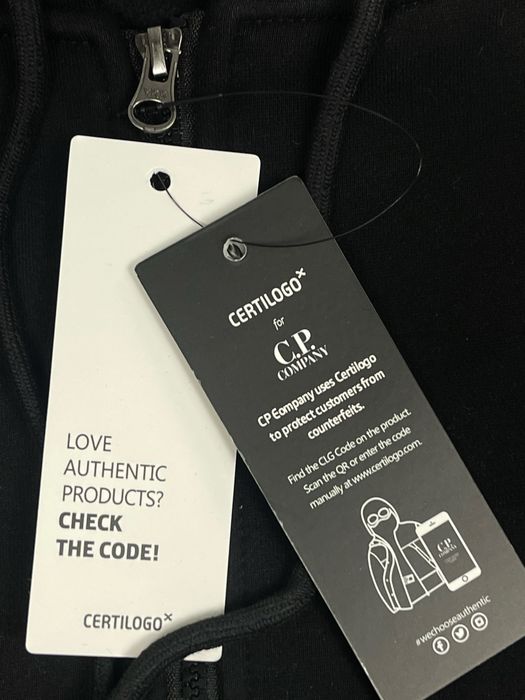 LOVE
AUTHENTIC
PRODUCTS?
CHECK
THE CODE!
CERTILOGO×
CERTILOGO×
for
C.P.
COMPANY
CP Eompany uses Certilogo
to protect customers from
counterfeits.
Find the CLG Code on the product.
Scan the QR or enter the code
manually at www.certilogo.com.
C.P.
COMPANY
#wechooseauthentic